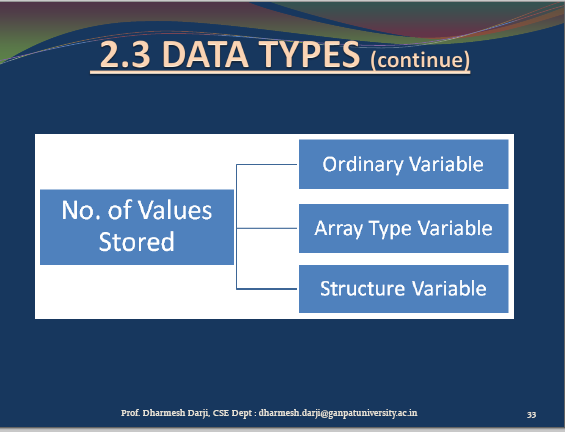 2.3 DATA TYPES (continue)
No. of Values
Stored
Ordinary Variable
Array Type Variable
Structure Variable
Prof. Dharmesh Darji, CSE Dept : dharmesh.darji@ganpatuniversity.ac.in
33